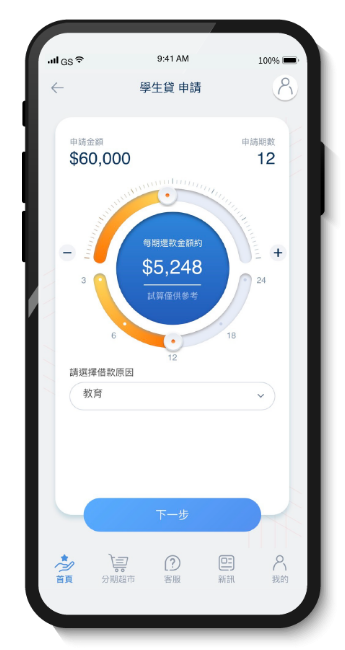 GS 9:41 AM 100%
學生貸 申請
申請金額 申請期數
$60,000 12
每期還款金額約
$5,248
試算僅供參考
− +
3 24
6 18
12
請選擇借款原因
教育
下一步
首頁 分期超市 客服 新訊 我的